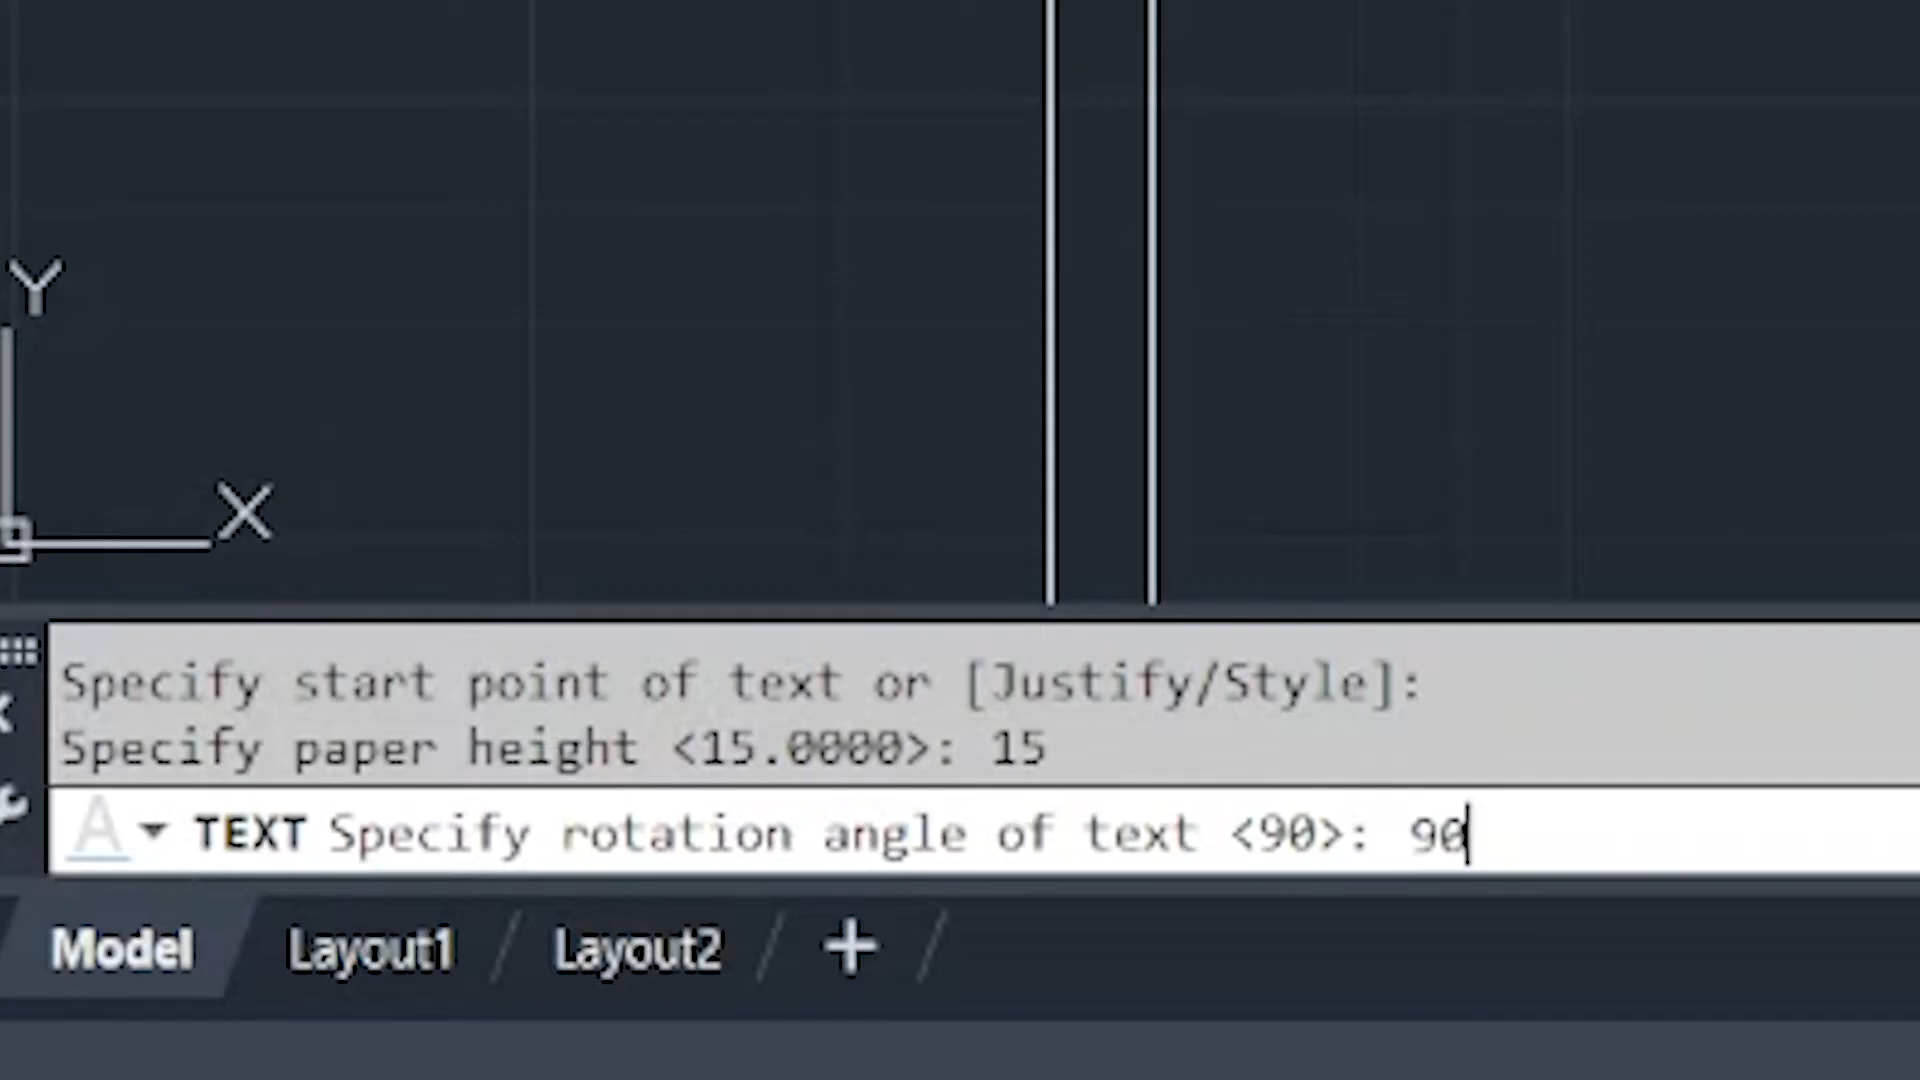 Y
X
Specify start point of text or [Justify/Style]:
Specify paper height <15.0000>: 15
A TEXT Specify rotation angle of text <90>: 90
Model Layout1 Layout2 +